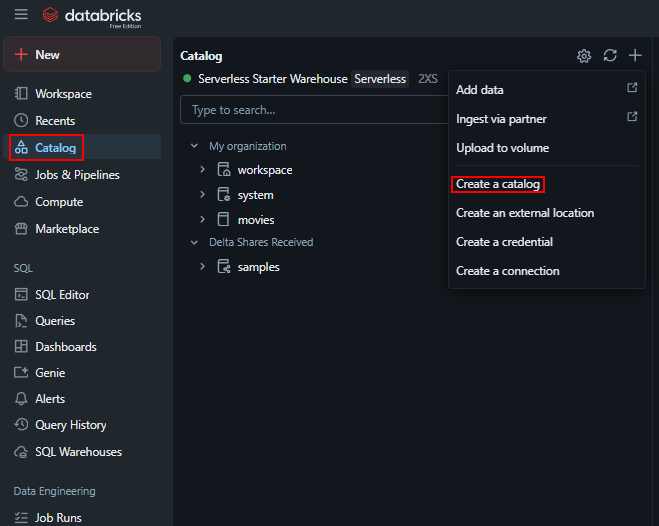 databricks
Free Edition
New
Workspace
Recents
Catalog
Jobs & Pipelines
Compute
Marketplace
SQL
SQL Editor
Queries
Dashboards
Genie
Alerts
Query History
SQL Warehouses
Data Engineering
Job Runs
Catalog
Serverless Starter Warehouse Serverless 2XS
Type to search...
My organization
workspace
system
movies
Delta Shares Received
samples
Add data
Ingest via partner
Upload to volume
Create a catalog
Create an external location
Create a credential
Create a connection